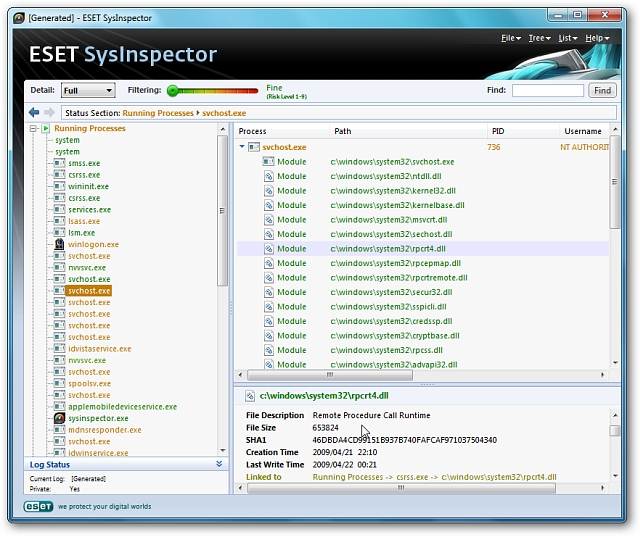 [Generated] - ESET SysInspector
File Tree List Help
ESET SysInspector
Detail: Full Filtering: Fine (Risk Level 1-9) Find: Find
Status Section: Running Processes svchost.exe
Running Processes
system
system
smss.exe
csrss.exe
wininit.exe
csrss.exe
services.exe
lsass.exe
lsm.exe
winlogon.exe
svchost.exe
nvvsvc.exe
svchost.exe
svchost.exe
svchost.exe
svchost.exe
svchost.exe
svchost.exe
idvistaservice.exe
nvvsvc.exe
svchost.exe
spoolsv.exe
svchost.exe
applemobiledeviceservice.exe
sysinspector.exe
mdnsresponder.exe
svchost.exe
idwinservice.exe
Log Status
Current Log: [Generated]
Private: Yes
Process Path PID Username
svchost.exe 736 NT AUTHORIT
Module c:\windows\system32\svchost.exe
Module c:\windows\system32\ntdll.dll
Module c:\windows\system32\kernel32.dll
Module c:\windows\system32\kernelbase.dll
Module c:\windows\system32\msvcrt.dll
Module c:\windows\system32\sechost.dll
Module c:\windows\system32\rpcrt4.dll
Module c:\windows\system32\rpcepmap.dll
Module c:\windows\system32\rpcrtremote.dll
Module c:\windows\system32\secur32.dll
Module c:\windows\system32\sspicli.dll
Module c:\windows\system32\credssp.dll
Module c:\windows\system32\cryptbase.dll
Module c:\windows\system32\rpcss.dll
Module c:\windows\system32\advapi32.dll
c:\windows\system32\rpcrt4.dll
File Description Remote Procedure Call Runtime
File Size 653824
SHA1 46DBDA4CD99151B937B740FAFCAF971037504340
Creation Time 2009/04/21 22:10
Last Write Time 2009/04/22 00:21
Linked to Running Processes -> csrss.exe -> c:\windows\system32\rpcrt4.dll
eset we protect your digital worlds